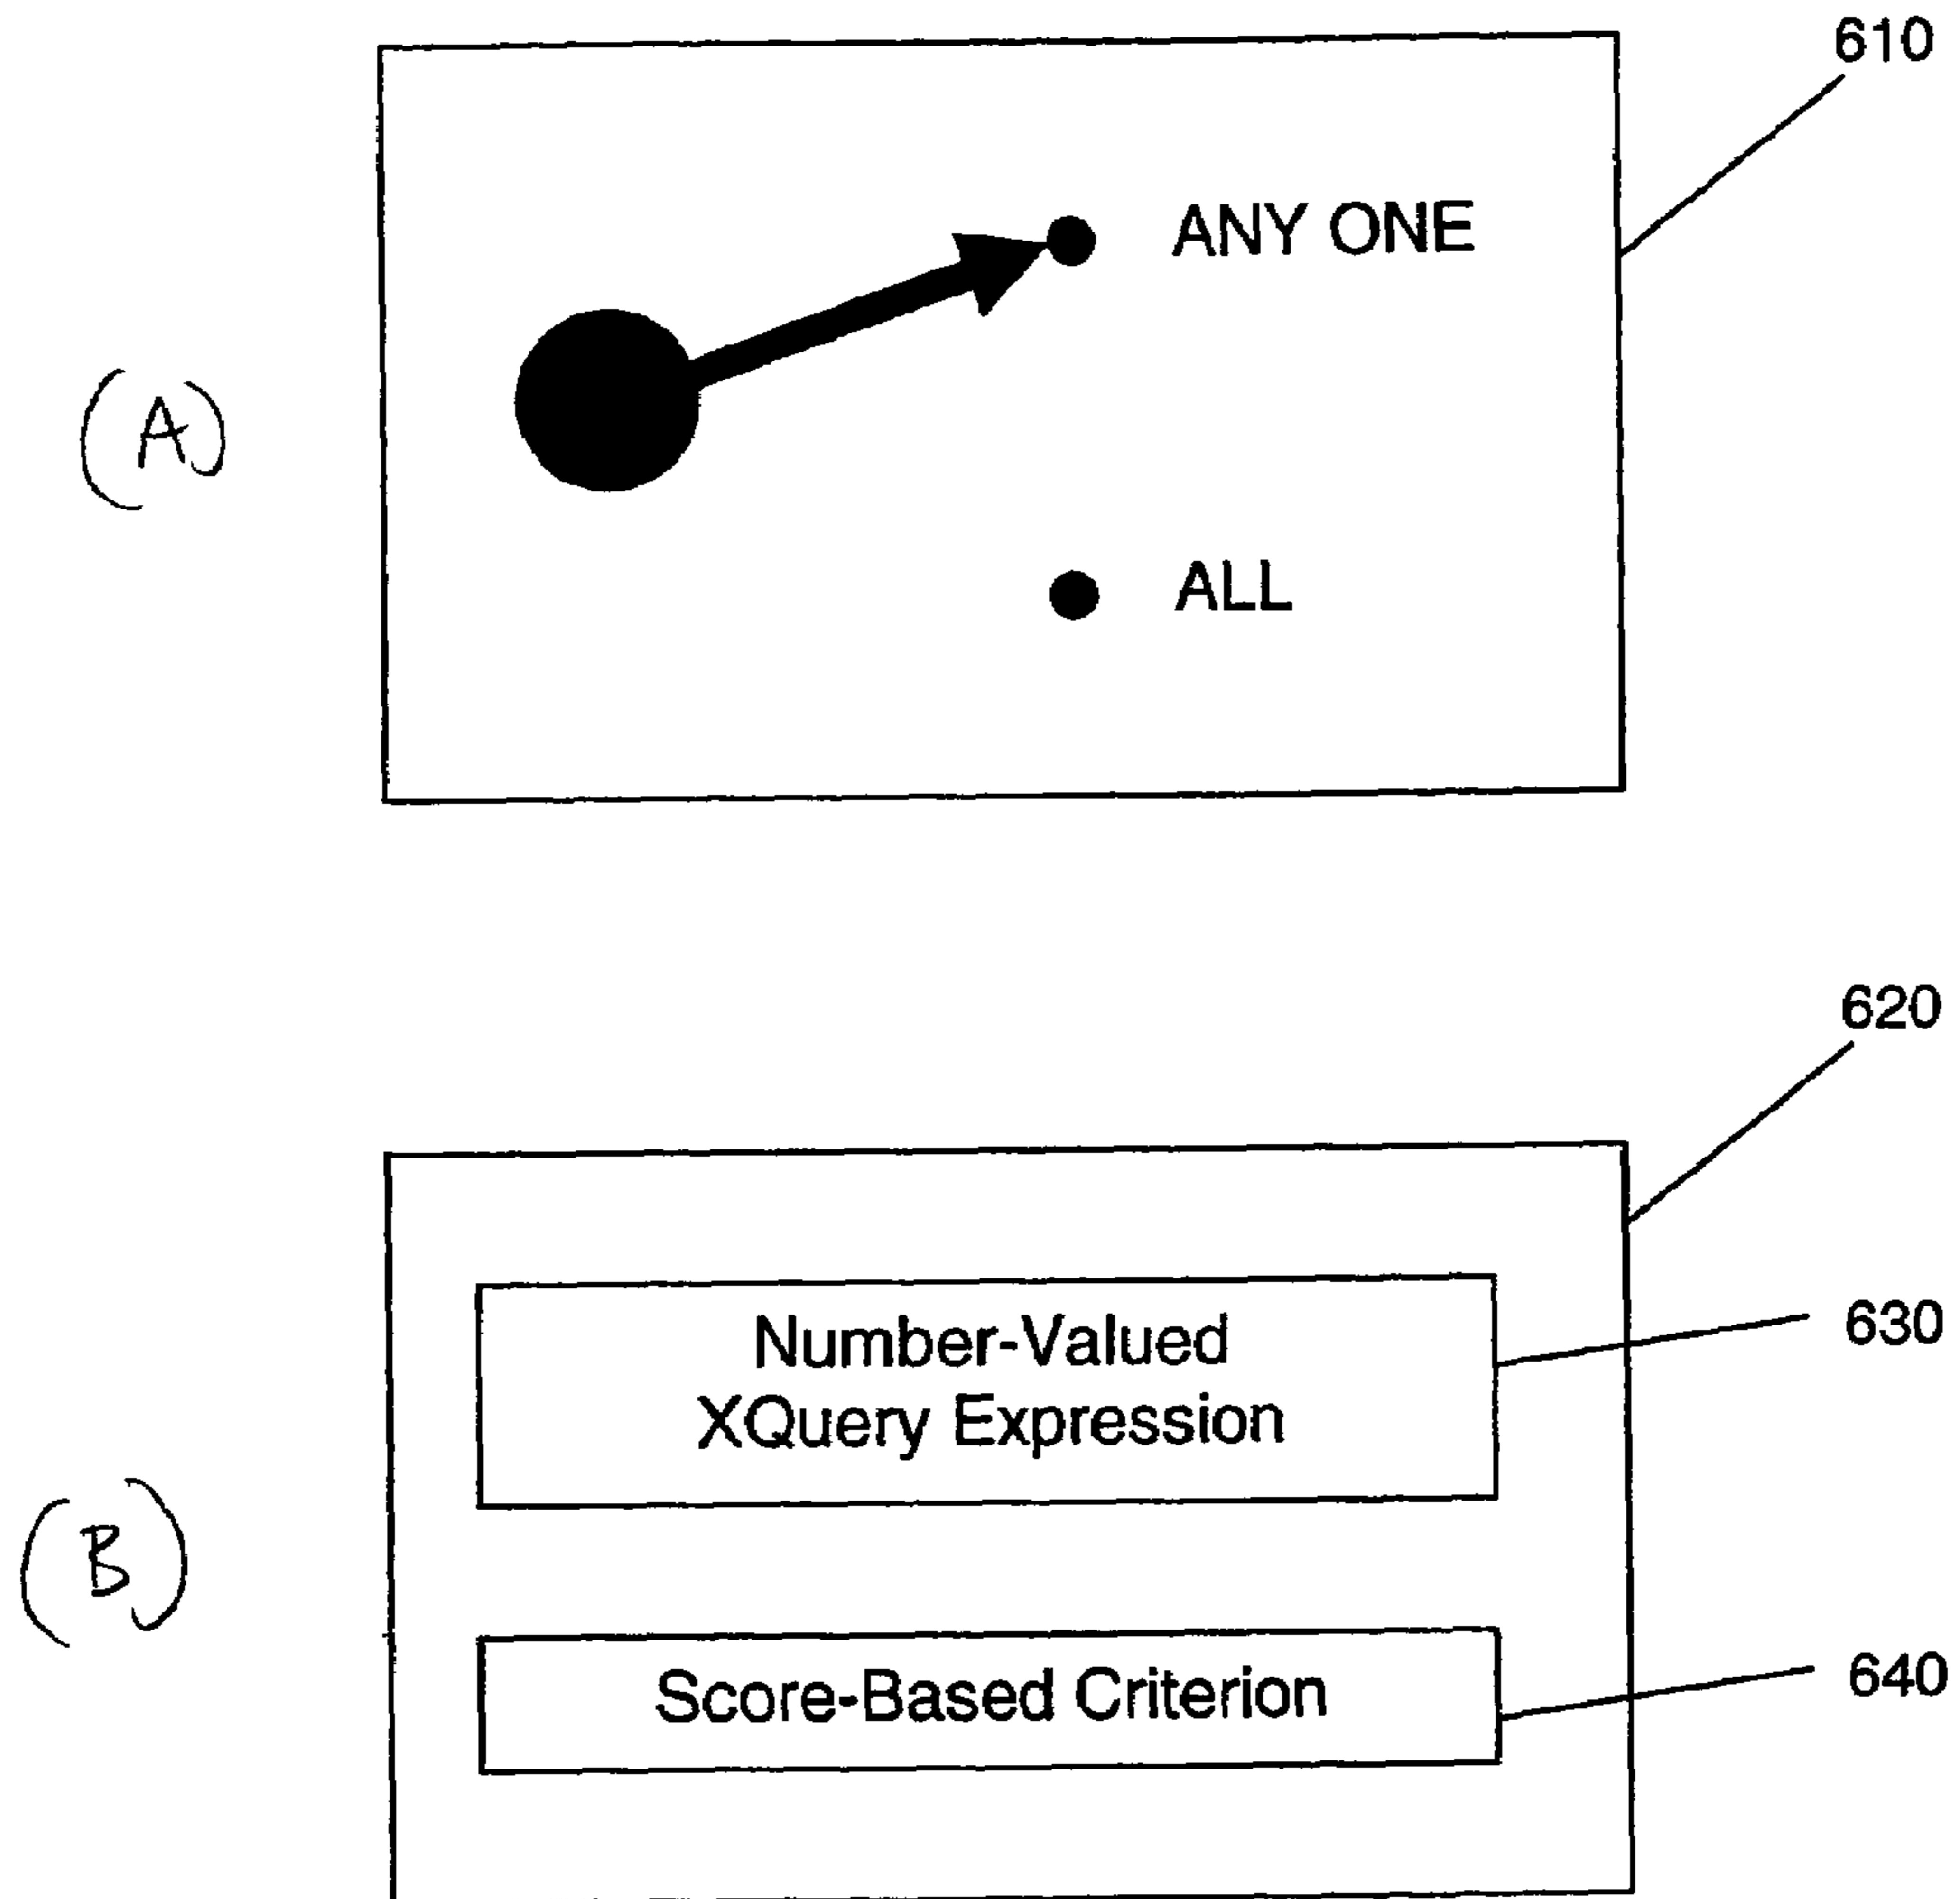 610
ANY ONE
(A)
ALL
620
Number-Valued
XQuery Expression
630
(B)
Score-Based Criterion
640